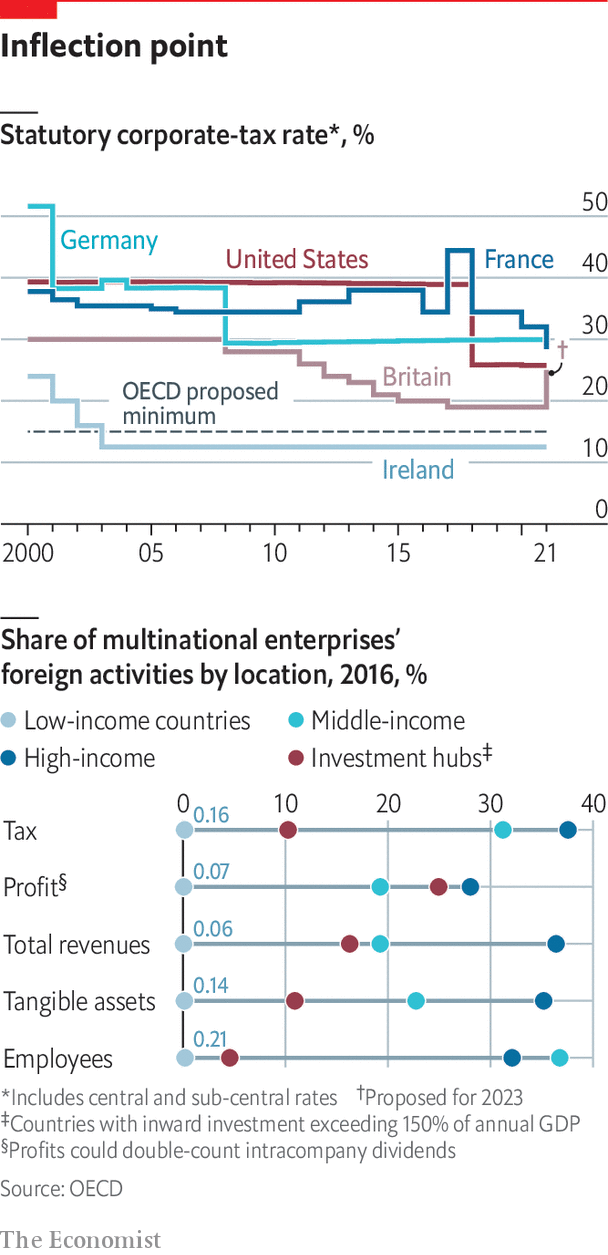 Inflection point
Statutory corporate-tax rate*, %
50
Germany
United States
France
40
30
†
Britain
OECD proposed
minimum
20
Ireland
10
0
2000 05 10 15 21
Share of multinational enterprises’
foreign activities by location, 2016, %
Low-income countries Middle-income
High-income Investment hubs‡
0 10 20 30 40
Tax 0.16
Profit§ 0.07
Total revenues 0.06
Tangible assets 0.14
Employees 0.21
*Includes central and sub-central rates †Proposed for 2023
‡Countries with inward investment exceeding 150% of annual GDP
§Profits could double-count intracompany dividends
Source: OECD
The Economist